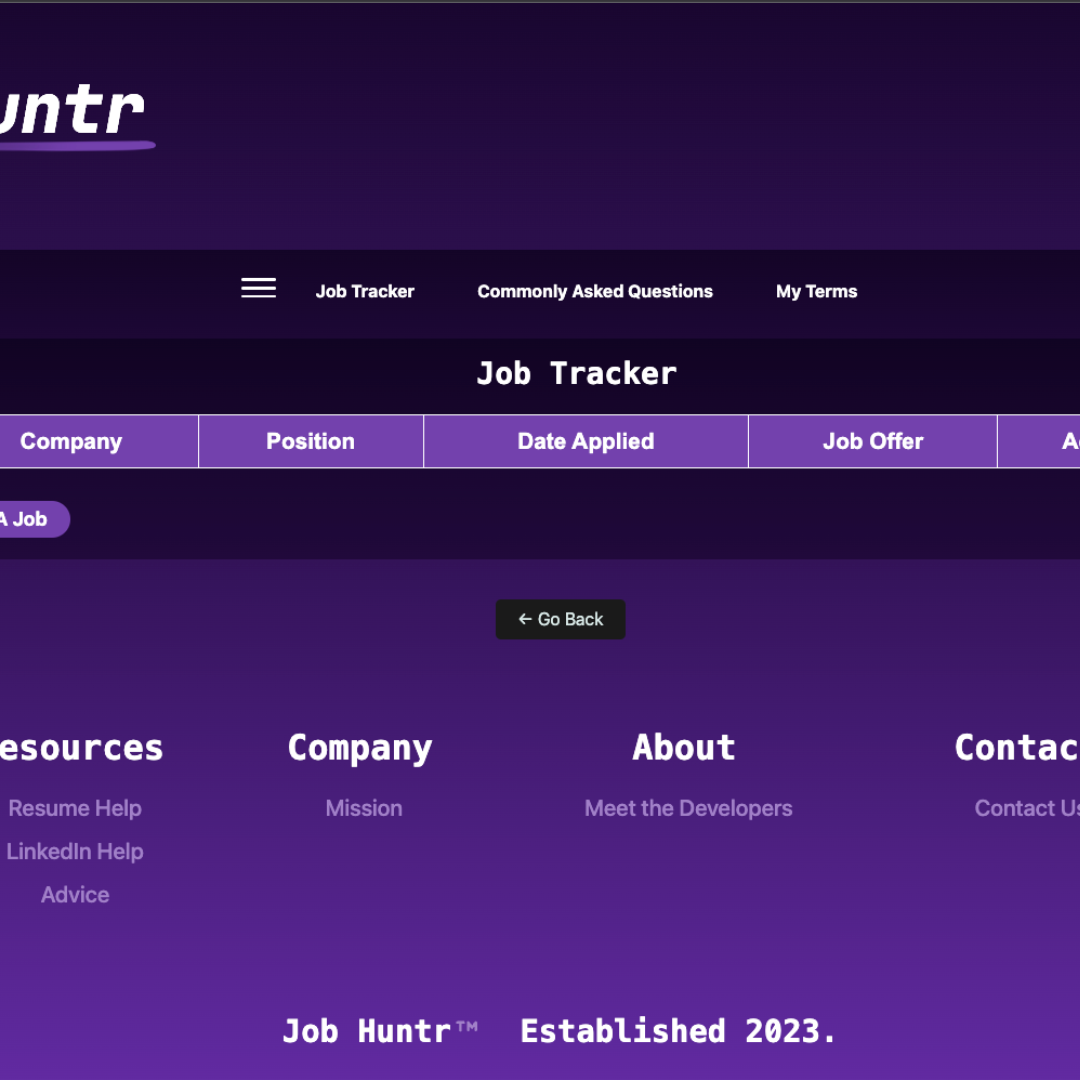 untr
Job Tracker Commonly Asked Questions My Terms
Job Tracker
Company Position Date Applied Job Offer A
A Job
← Go Back
esources Company About Contac
Resume Help Mission Meet the Developers Contact Us
LinkedIn Help
Advice
Job Huntr™ Established 2023.